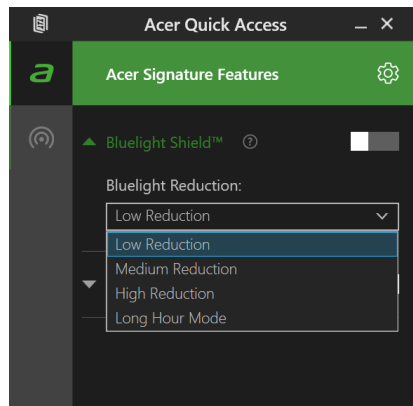 Acer Quick Access
a
Acer Signature Features
Bluelight Shield™ ?
Bluelight Reduction:
Low Reduction
Low Reduction
Medium Reduction
High Reduction
Long Hour Mode